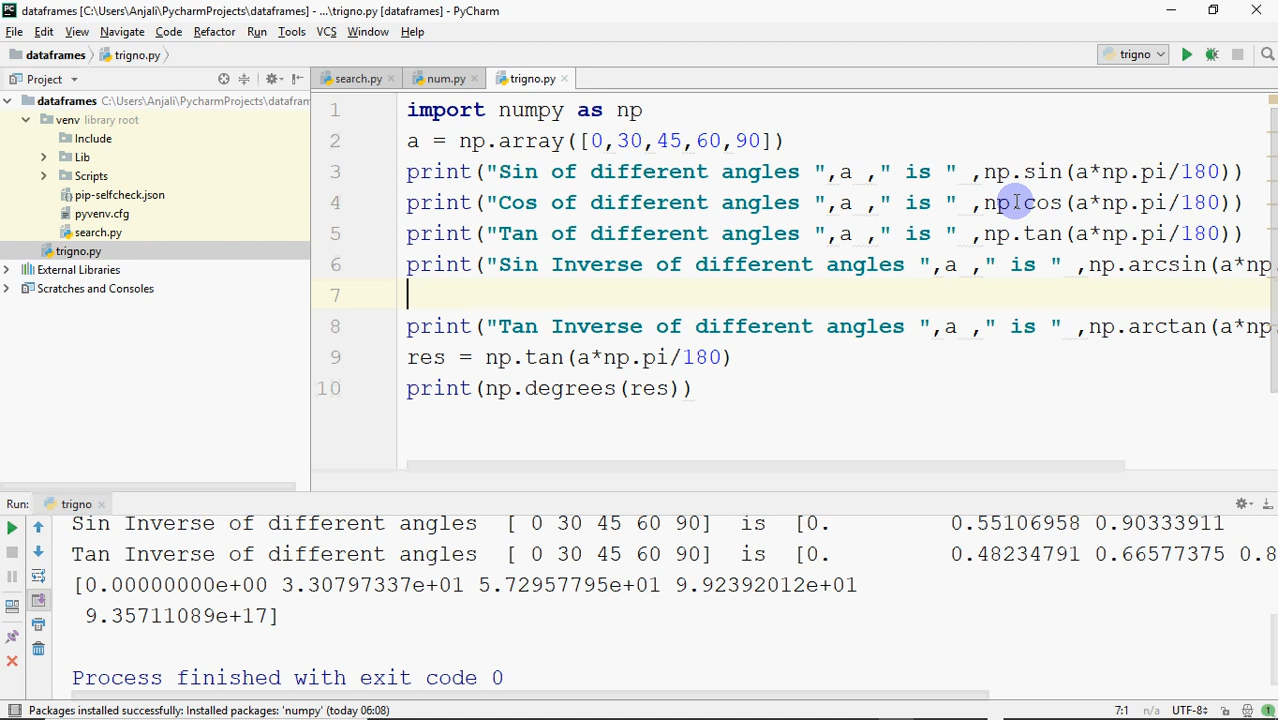 PC dataframes [C:\Users\Anjali\PycharmProjects\dataframes] - ...\trigno.py [dataframes] - PyCharm
File Edit View Navigate Code Refactor Run Tools VCS Window Help
dataframes trigno.py trigno
Project search.py num.py trigno.py
dataframes C:\Users\Anjali\PycharmProjects\datafram
venv library root
Include
Lib
Scripts
pip-selfcheck.json
pyvenv.cfg
search.py
trigno.py
External Libraries
Scratches and Consoles
1 import numpy as np
2 a = np.array([0,30,45,60,90])
3 print("Sin of different angles ",a ," is " ,np.sin(a*np.pi/180))
4 print("Cos of different angles ",a ," is " ,np.cos(a*np.pi/180))
5 print("Tan of different angles ",a ," is " ,np.tan(a*np.pi/180))
6 print("Sin Inverse of different angles ",a ," is " ,np.arcsin(a*np.
7
8 print("Tan Inverse of different angles ",a ," is " ,np.arctan(a*np.
9 res = np.tan(a*np.pi/180)
10 print(np.degrees(res))
Run: trigno
Sin Inverse of different angles [ 0 30 45 60 90] is [0. 0.55106958 0.90333911
Tan Inverse of different angles [ 0 30 45 60 90] is [0. 0.48234791 0.66577375 0.8
[0.00000000e+00 3.30797337e+01 5.72957795e+01 9.92392012e+01
9.35711089e+17]
Process finished with exit code 0
Packages installed successfully: Installed packages: 'numpy' (today 06:08) 7:1 n/a UTF-8 1